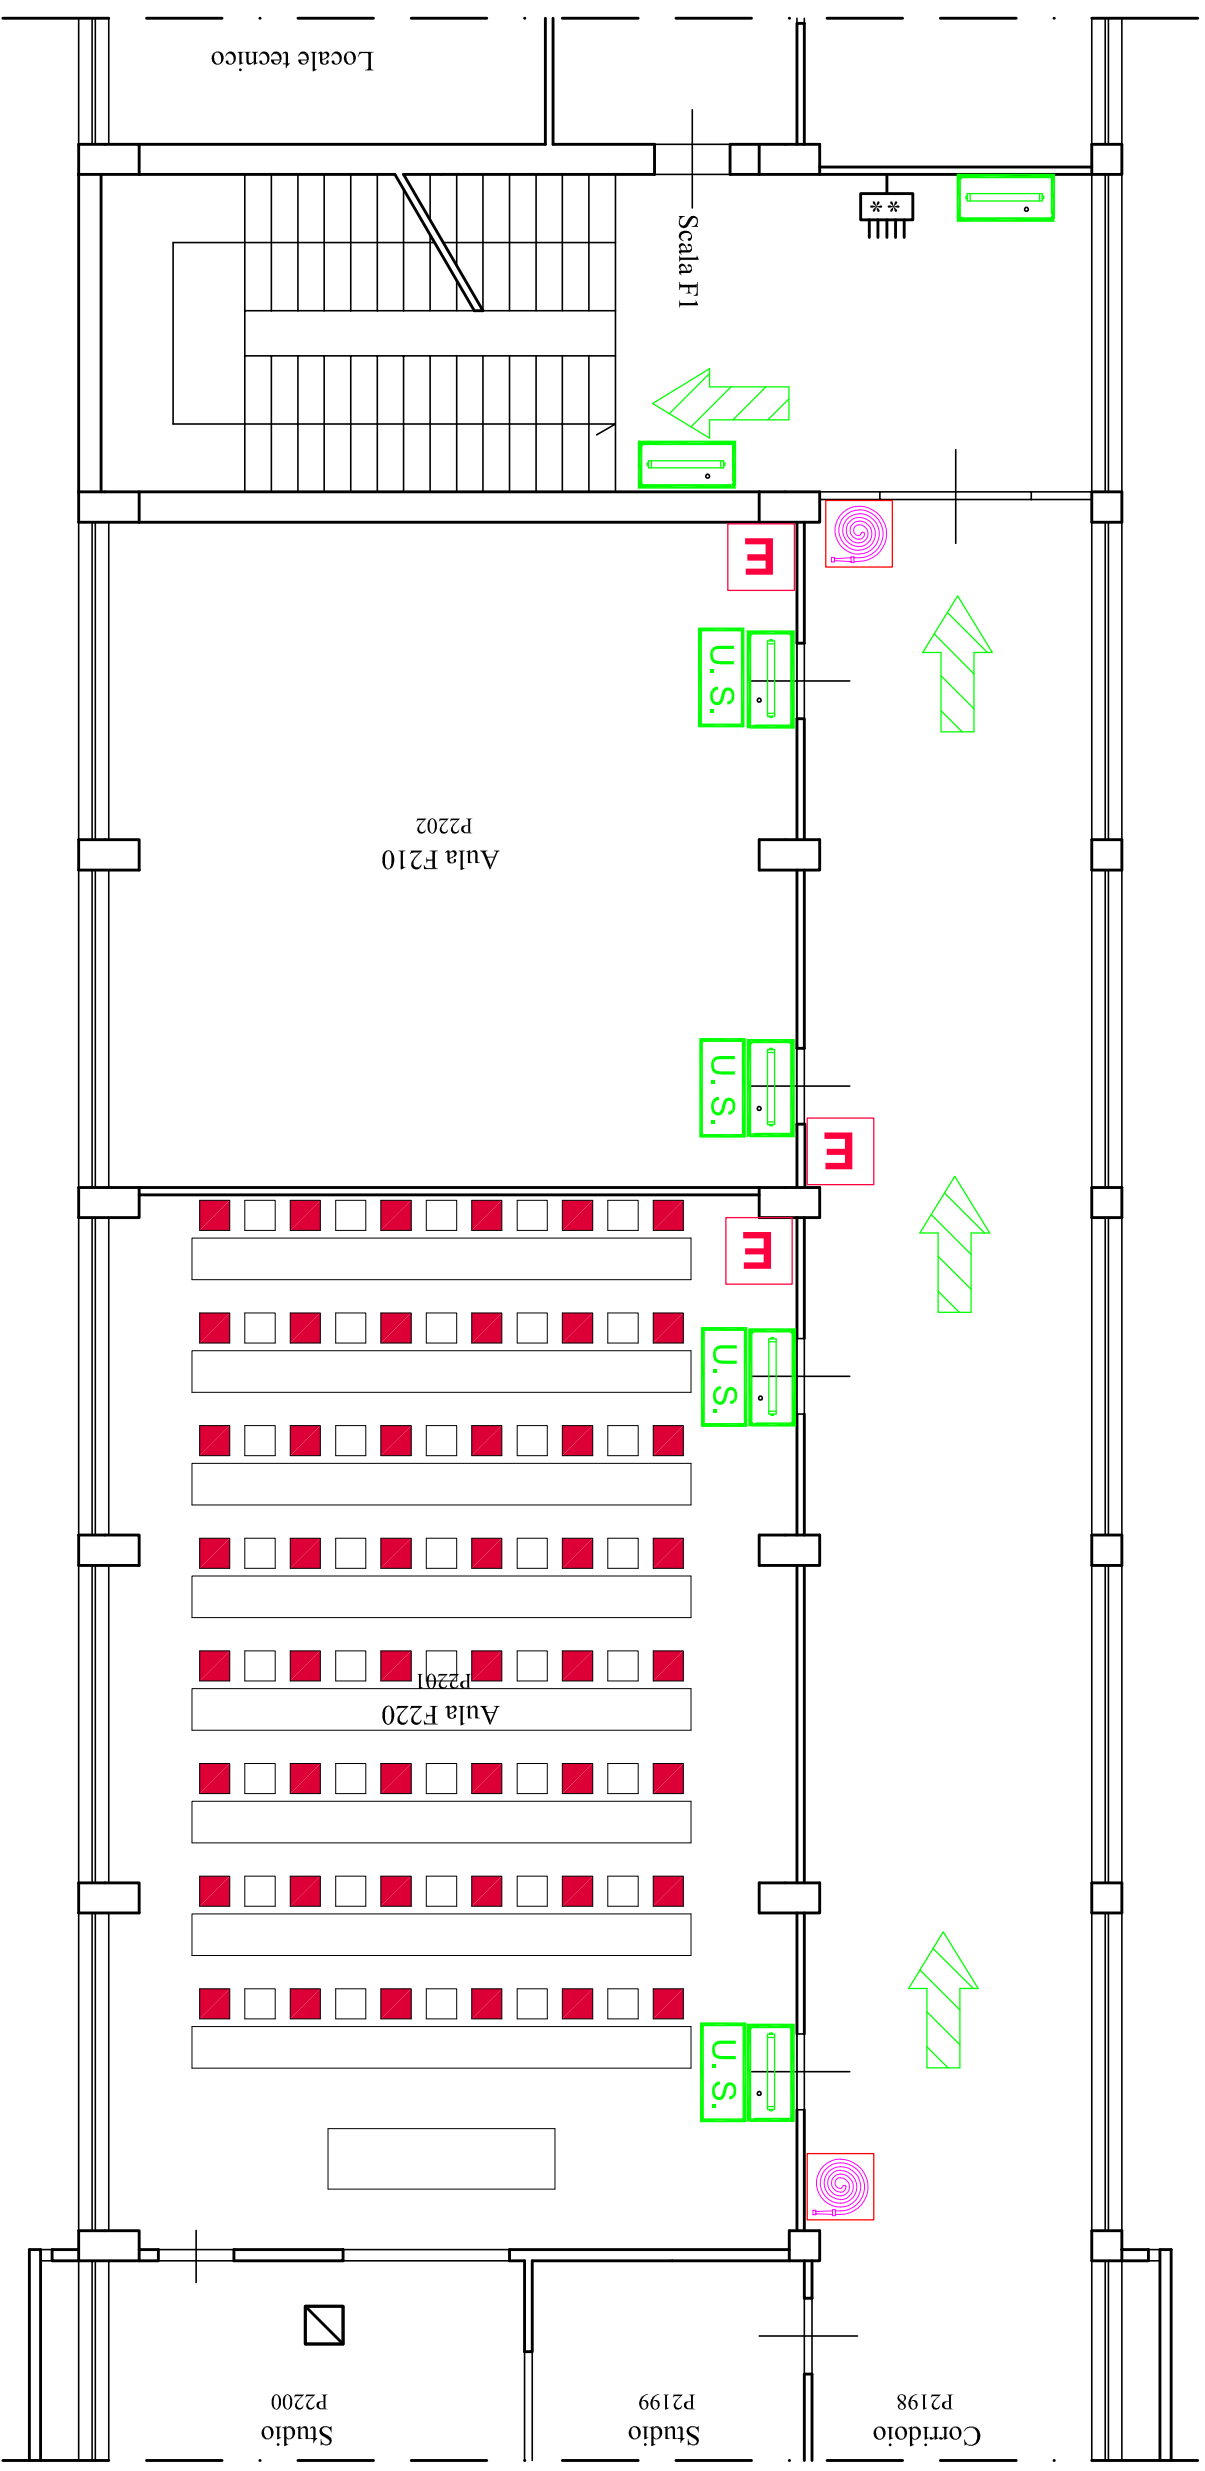 Locale tecnico
Scala F1
**
E
U. S.
P2202
Aula F210
U. S.
E
E
U. S.
P2201
Aula F220
U. S.
P2200
Studio
P2199
Studio
P2198
Corridoio